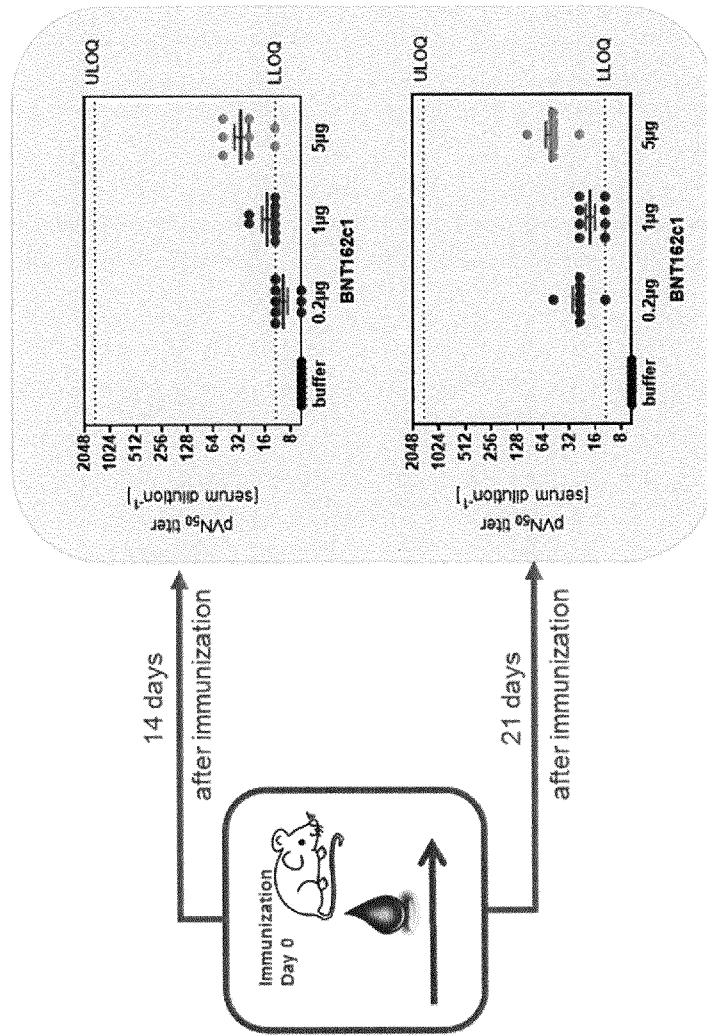 Immunization
Day 0
14 days
after immunization
21 days
after immunization
pVN50 titer
[serum dilution-1]
2048
1024
512
256
128
64
32
16
8
ULOQ
LLOQ
buffer
0.2µg
1µg
5µg
BNT162c1
pVN50 titer
[serum dilution-1]
2048
1024
512
256
128
64
32
16
8
ULOQ
LLOQ
buffer
0.2µg
1µg
5µg
BNT162c1